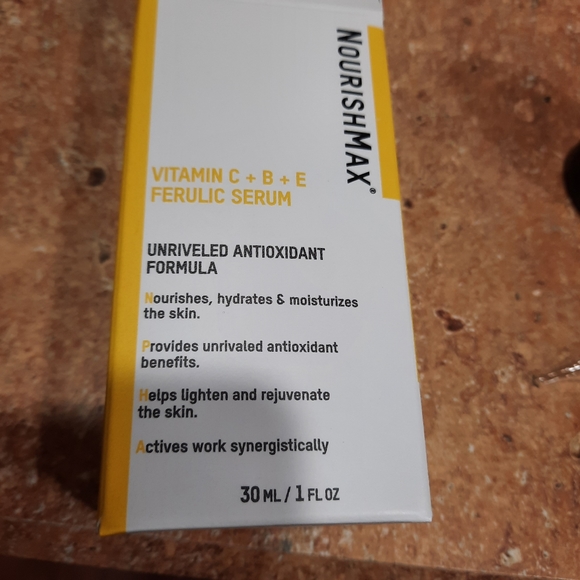 NOURISHMAX®
VITAMIN C + B + E
FERULIC SERUM
UNRIVELED ANTIOXIDANT
FORMULA
Nourishes, hydrates & moisturizes
the skin.
Provides unrivaled antioxidant
benefits.
Helps lighten and rejuvenate
the skin.
Actives work synergistically
30 ML / 1 FL OZ